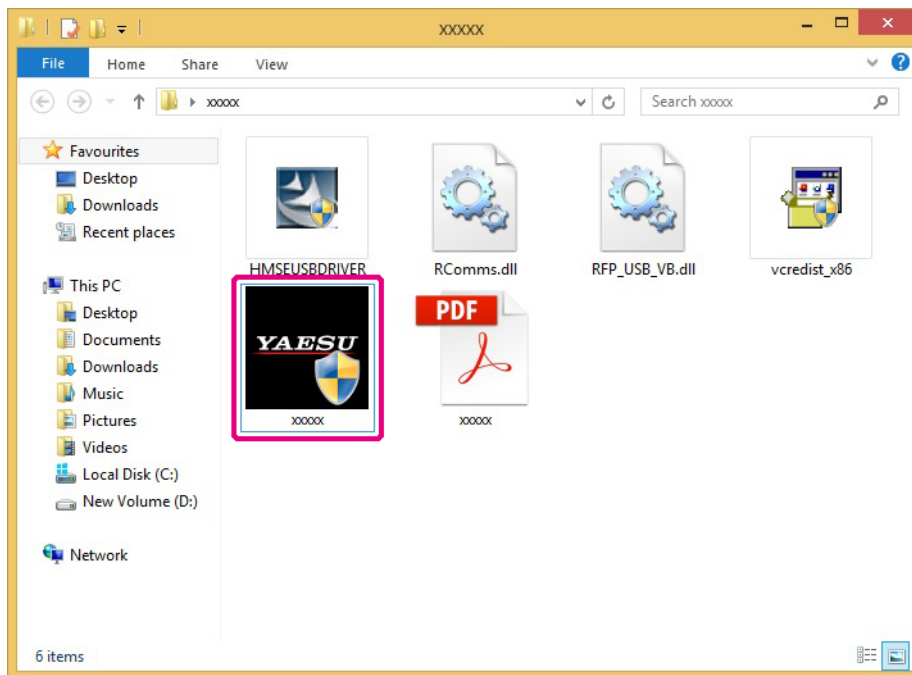 xxxxx
File Home Share View
xxxxx
Search xxxxx
Favourites
Desktop
Downloads
Recent places
This PC
Desktop
Documents
Downloads
Music
Pictures
Videos
Local Disk (C:)
New Volume (D:)
Network
HMSEUSBDRIVER RComms.dll RFP_USB_VB.dll vcredist_x86
YAESU
PDF
xxxxx xxxxx
6 items